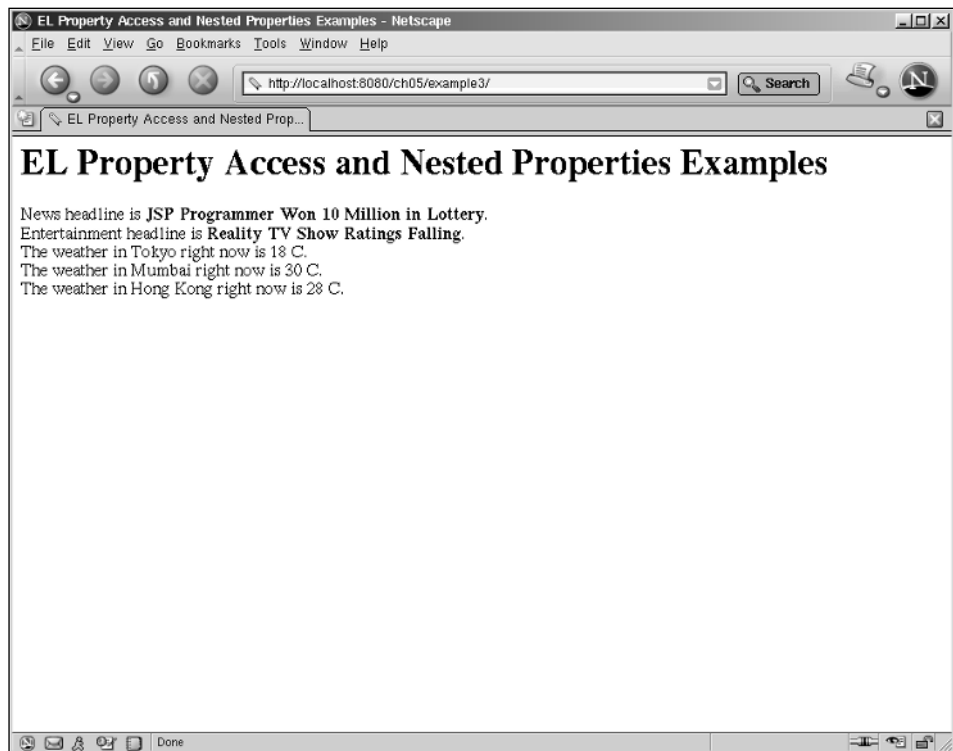 EL Property Access and Nested Properties Examples - Netscape
File Edit View Go Bookmarks Tools Window Help
http://localhost:8080/ch05/example3/ Search N
EL Property Access and Nested Prop...
EL Property Access and Nested Properties Examples
News headline is JSP Programmer Won 10 Million in Lottery.
Entertainment headline is Reality TV Show Ratings Falling.
The weather in Tokyo right now is 18 C.
The weather in Mumbai right now is 30 C.
The weather in Hong Kong right now is 28 C.
Done